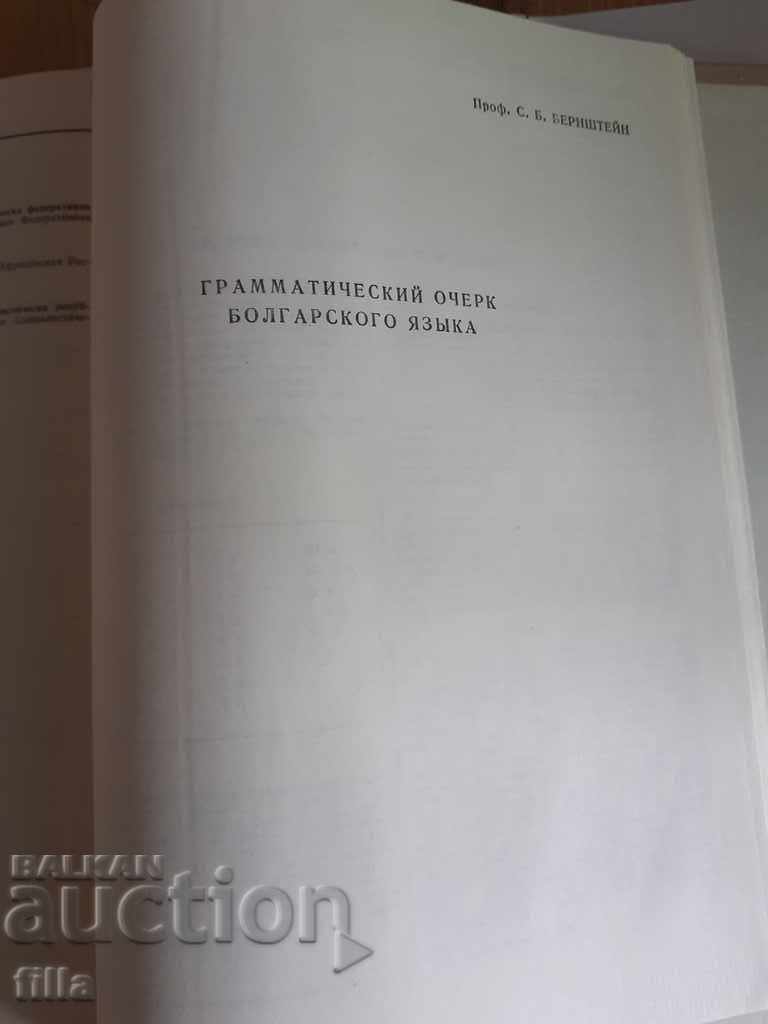 Проф. С. Б. БЕРНШТЕЙН
ГРАММАТИЧЕСКИЙ ОЧЕРК
БОЛГАРСКОГО ЯЗЫКА
BALKAN
auction
filla